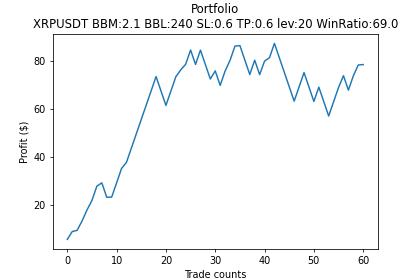 Portfolio
XRPUSDT BBM:2.1 BBL:240 SL:0.6 TP:0.6 lev:20 WinRatio:69.0
80
60
40
20
Profit ($)
0 10 20 30 40 50 60
Trade counts